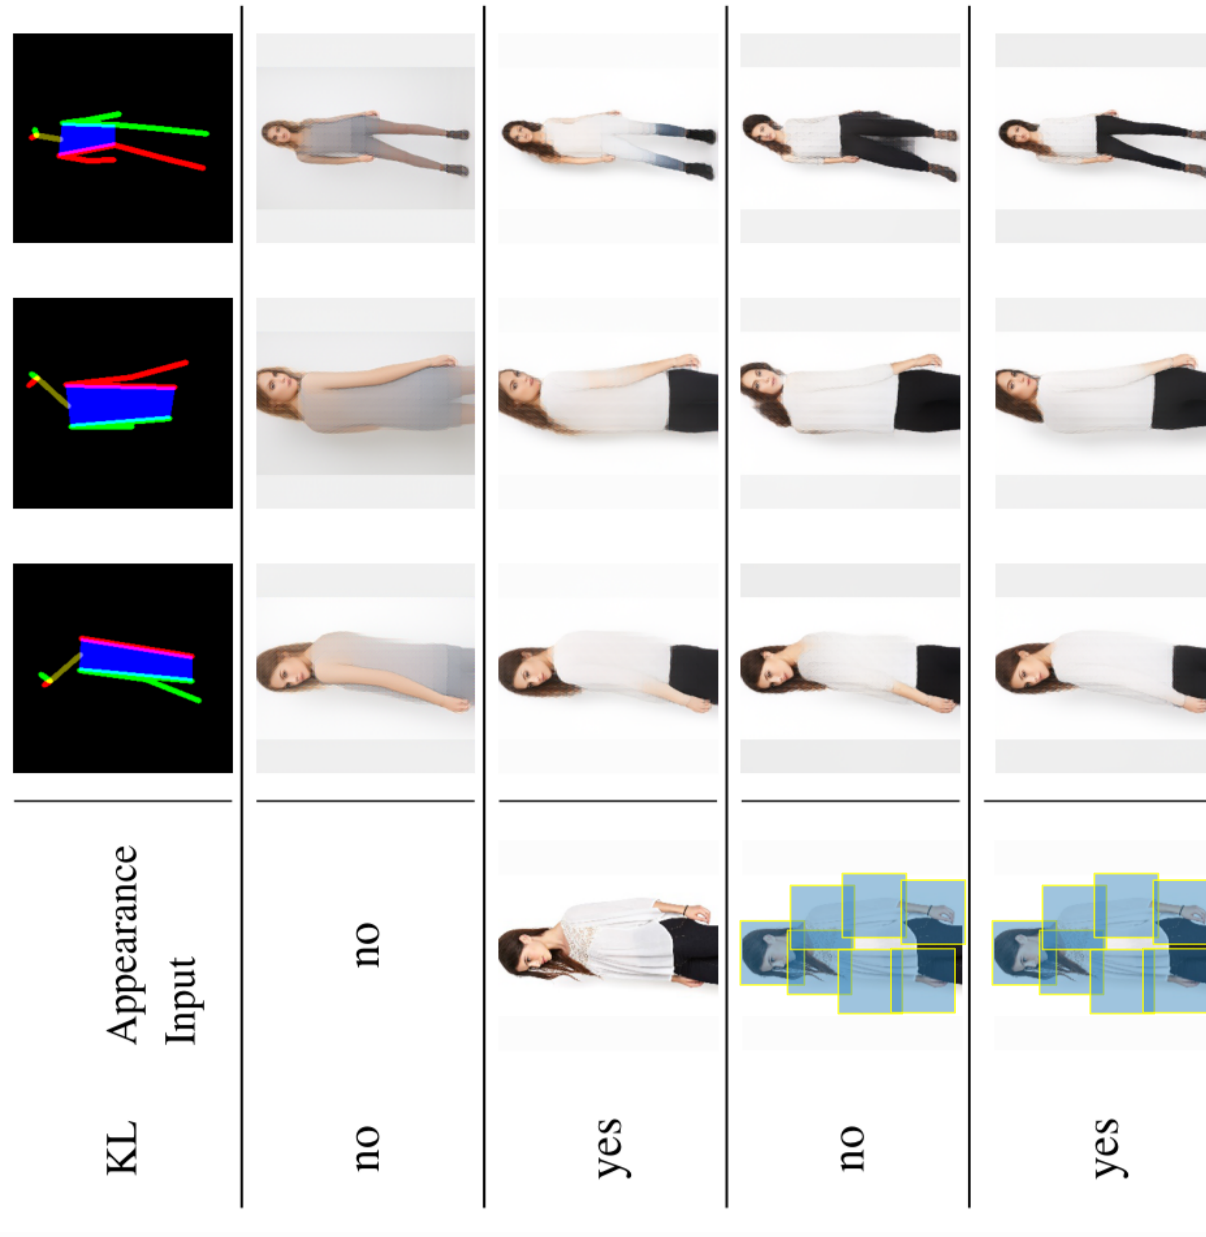 KL Appearance
Input
no no
yes
no
yes